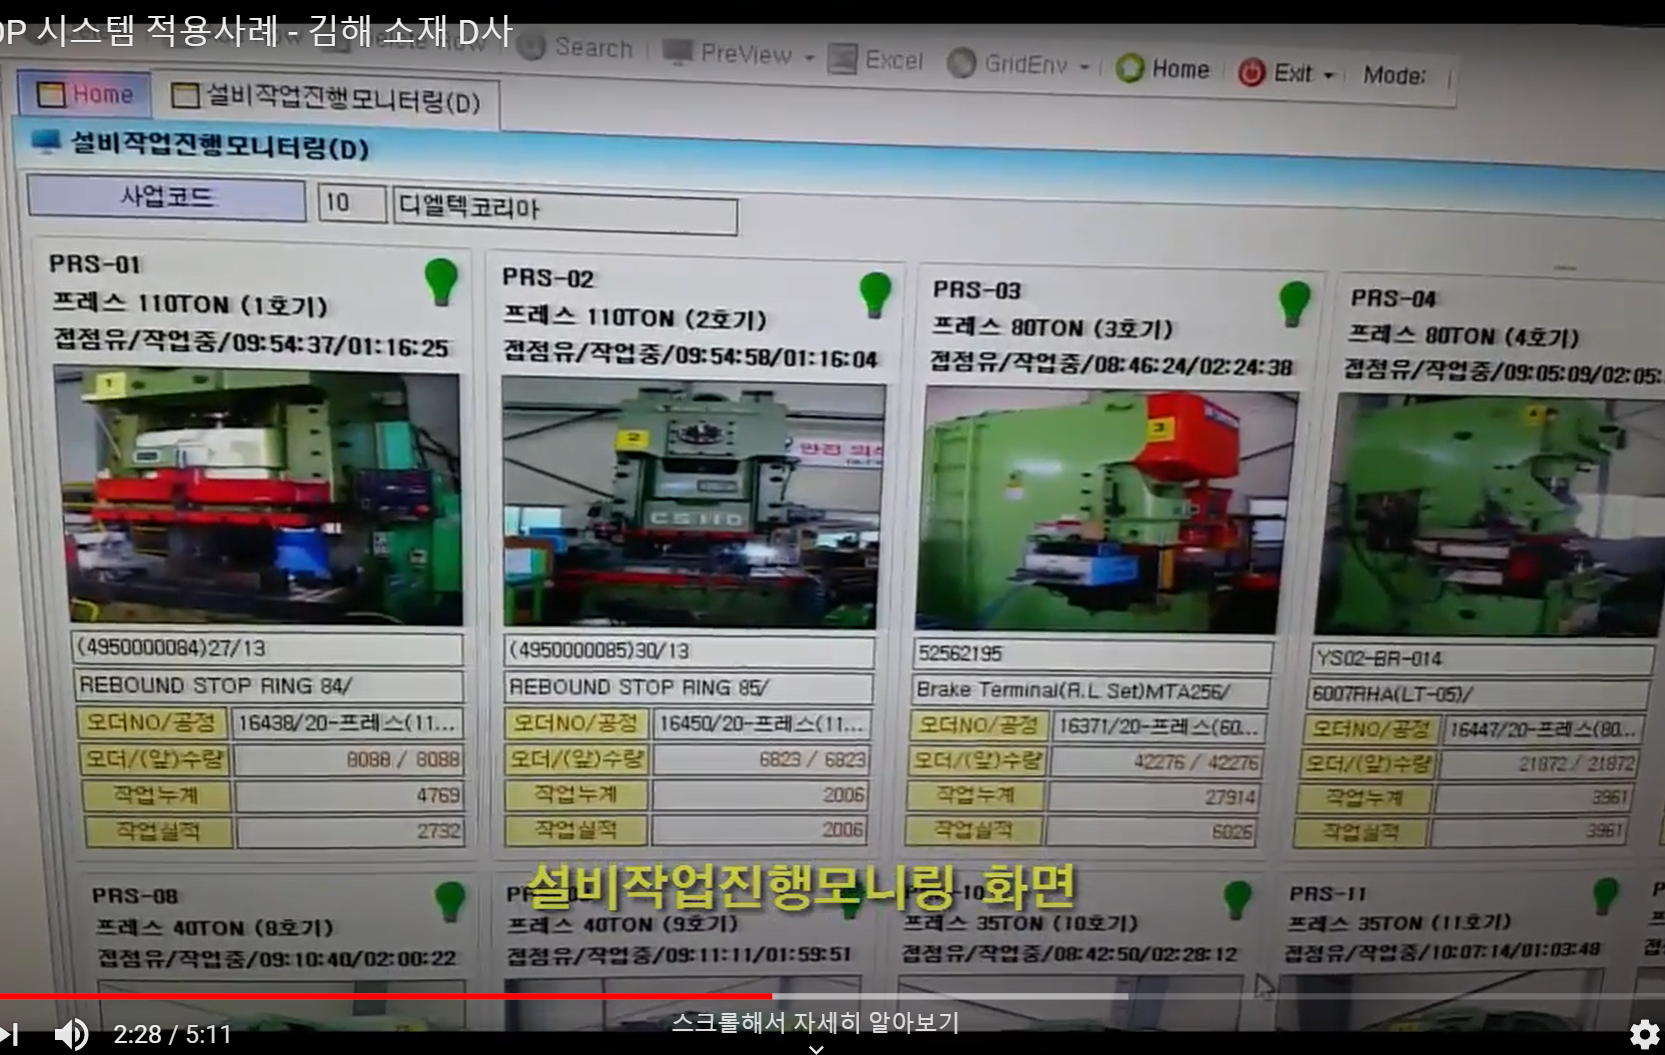 OP 시스템 적용사례 - 김해 소재 D사
Search PreView Excel GridEnv Home Exit Mode:
Home 설비작업진행모니터링(D)
설비작업진행모니터링(D)
사업코드 10 디엘텍코리아
PRS-01
프레스 110TON (1호기)
접점유/작업중/09:54:37/01:16:25
1
(4950000084)27/13
REBOUND STOP RING 84/
오더NO/공정 16438/20-프레스(11...
오더/(앞)수량 8088 / 8088
작업누계 4769
작업실적 2732
PRS-02
프레스 110TON (2호기)
접점유/작업중/09:54:58/01:16:04
2
안전
CS110
(4950000085)30/13
REBOUND STOP RING 85/
오더NO/공정 16450/20-프레스(11...
오더/(앞)수량 6823 / 6823
작업누계 2006
작업실적 2006
PRS-03
프레스 80TON (3호기)
접점유/작업중/08:46:24/02:24:38
3
52562195
Brake Terminal(R.L Set)MTA256/
오더NO/공정 16371/20-프레스(60...
오더/(앞)수량 42276 / 42276
작업누계 27914
작업실적 6026
PRS-04
프레스 80TON (4호기)
접점유/작업중/09:05:09/02:05:
4
YS02-BR-014
6007RHA(LT-05)/
오더NO/공정 16447/20-프레스(80...
오더/(앞)수량 21872 / 21872
작업누계 3961
작업실적 3961
설비작업진행모니링 화면
PRS-08
프레스 40TON (8호기)
접점유/작업중/09:10:40/02:00:22
프레스 40TON (9호기)
접점유/작업중/09:11:11/01:59:51
프레스 35TON (10호기)
접점유/작업중/08:42:50/02:28:12
PRS-11
프레스 35TON (11호기)
접점유/작업중/10:07:14/01:03:48
스크롤해서 자세히 알아보기
2:28 / 5:11